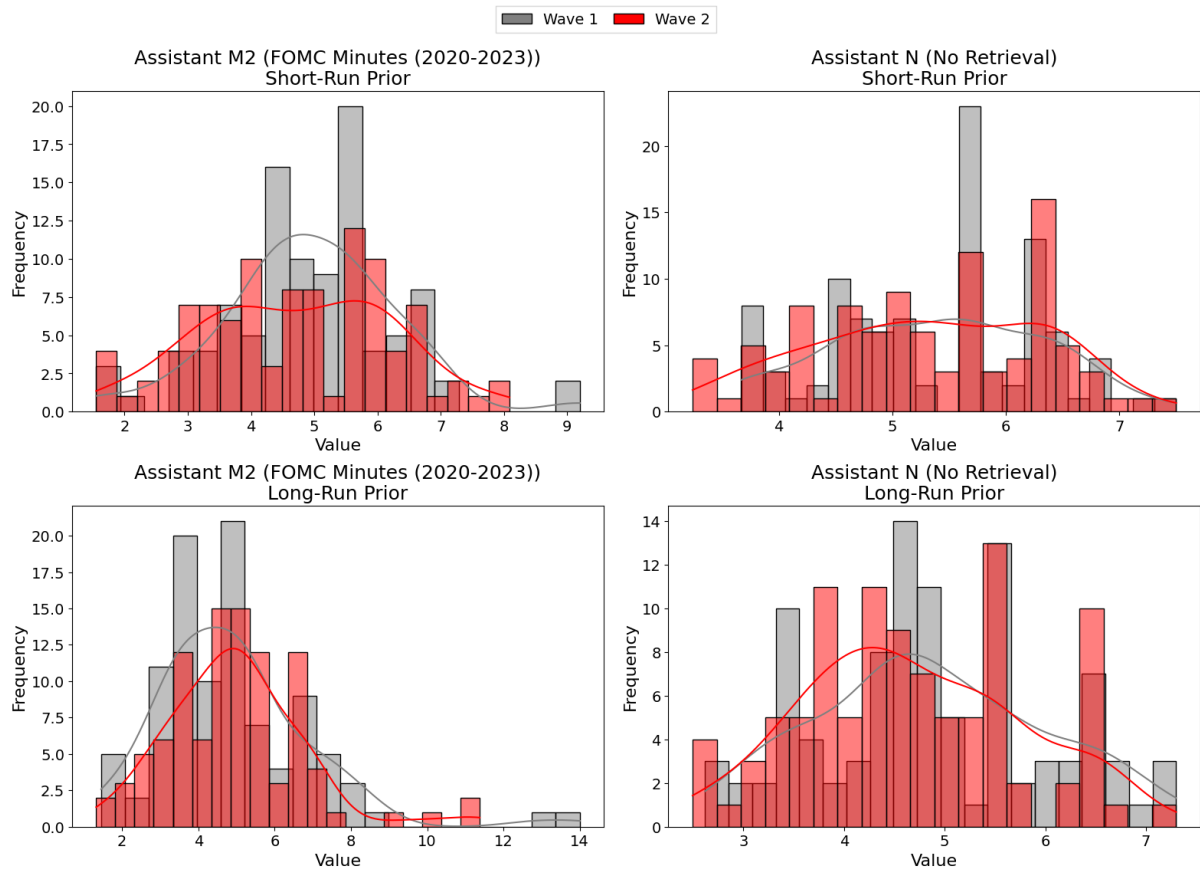 Wave 1 Wave 2
Assistant M2 (FOMC Minutes (2020-2023))
Short-Run Prior
20.0
17.5
15.0
12.5
10.0
7.5
5.0
2.5
0.0
Frequency
2 3 4 5 6 7 8 9
Value
Assistant N (No Retrieval)
Short-Run Prior
20
15
10
5
0
Frequency
4 5 6 7
Value
Assistant M2 (FOMC Minutes (2020-2023))
Long-Run Prior
20.0
17.5
15.0
12.5
10.0
7.5
5.0
2.5
0.0
Frequency
2 4 6 8 10 12 14
Value
Assistant N (No Retrieval)
Long-Run Prior
14
12
10
8
6
4
2
0
Frequency
3 4 5 6 7
Value